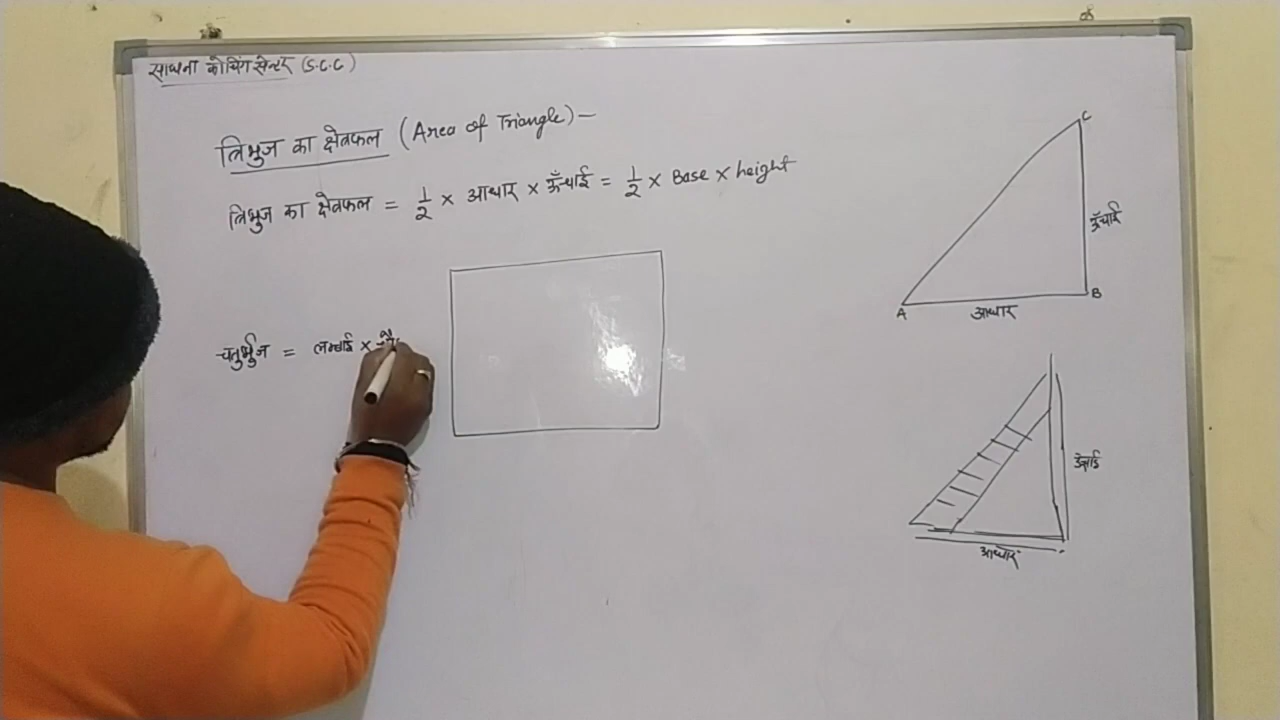 साधना कोचिंग सेन्टर (S.C.C)
त्रिभुज का क्षेत्रफल (Area of Triangle) —
त्रिभुज का क्षेत्रफल = 1/2 × आधार × ऊँचाई = 1/2 × Base × height
चतुर्भुज = लम्बाई ×
C
ऊँचाई
A
B
आधार
ऊँचाई
आधार